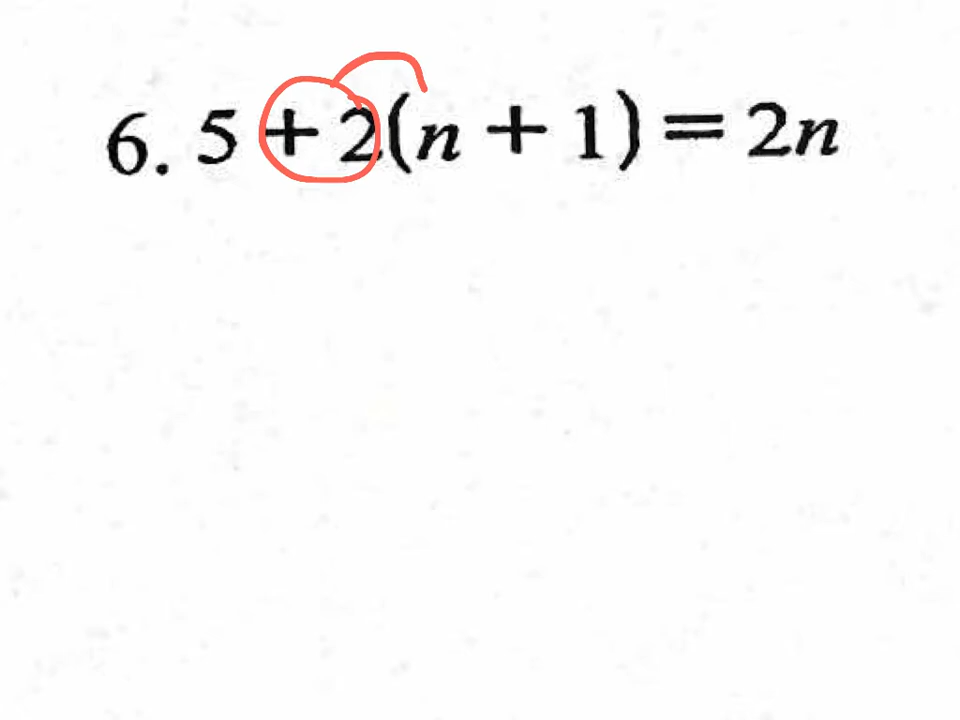 6. 5 + 2(n + 1) = 2n